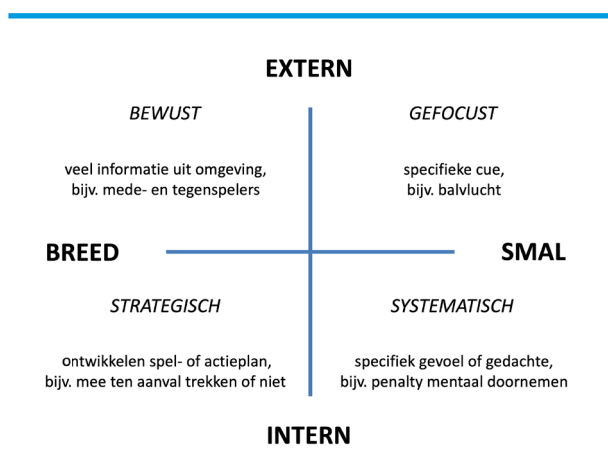 EXTERN
BEWUST
GEFOCUST
veel informatie uit omgeving,
bijv. mede- en tegenspelers
specifieke cue,
bijv. balvlucht
BREED
SMAL
STRATEGISCH
SYSTEMATISCH
ontwikkelen spel- of actieplan,
bijv. mee ten aanval trekken of niet
specifiek gevoel of gedachte,
bijv. penalty mentaal doornemen
INTERN